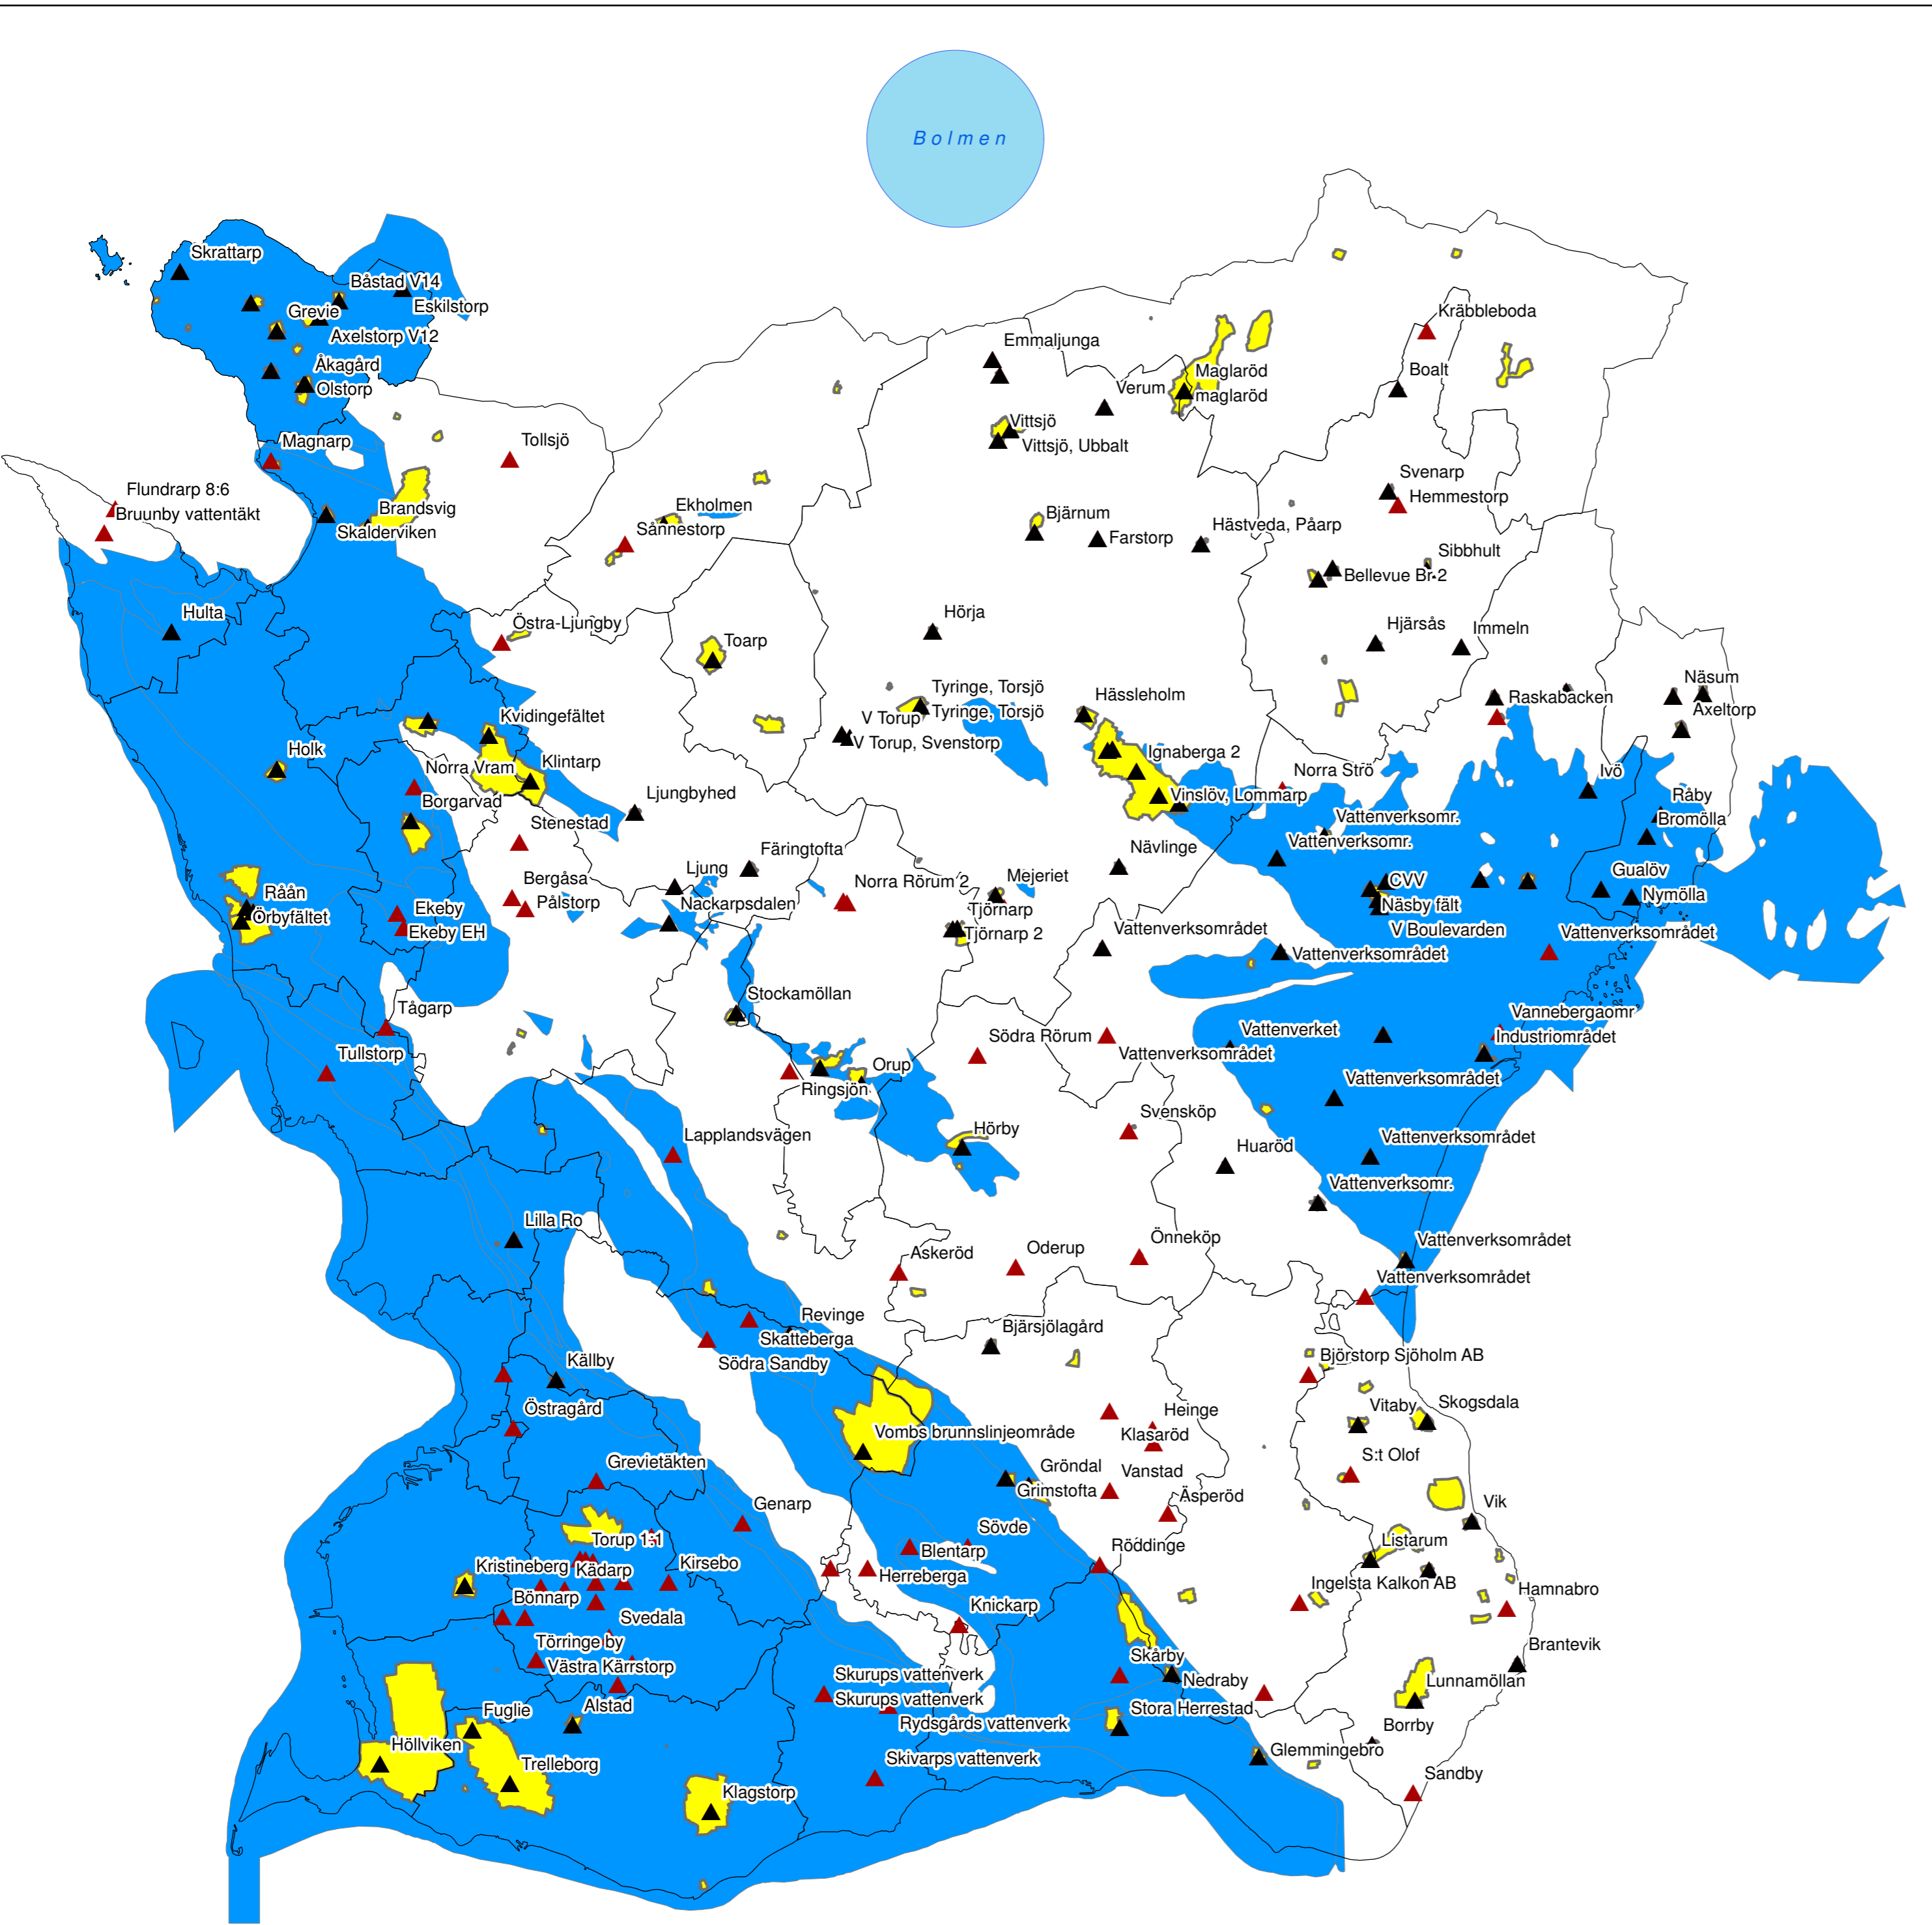 Bolmen
Skrattarp
Båstad V14
Eskilstorp
Grevie
Axelstorp V12
Åkagård
Olstorp
Kräbbleboda
Emmaljunga
Maglaröd
maglaröd
Verum
Boalt
Vittsjö
Vittsjö, Ubbalt
Magnarp
Tollsjö
Flundrarp 8:6
Bruunby vattentäkt
Brandsvig
Skälderviken
Ekholmen
Sånnestorp
Svenarp
Hemmestorp
Bjärnum
Farstorp
Hästveda, Påarp
Sibbhult
Bellevue Br 2
Hulta
Östra-Ljungby
Toarp
Hörja
Hjärsås
Immeln
Tyringe, Torsjö
Tyringe, Torsjö
Hässleholm
Raskabäcken
Näsum
Axeltorp
Kvidingefältet
V Torup
V Torup, Svenstorp
Holk
Norra Vram
Klintarp
Ignaberga 2
Norra Strö
Ivö
Borgarvad
Ljungbyhed
Vinslöv, Lommarp
Råby
Bromölla
Stenestad
Vattenverksomr.
Vattenverksomr.
Färingtofta
Nävlinge
Ljung
Norra Rörum 2
Mejeriet
Gualöv
Nymölla
Råån
Örbyfältet
Bergåsa
Pålstorp
Nackarpsdalen
CVV
Näsby fält
V Boulevarden
Ekeby
Ekeby EH
Tjörnarp
Tjörnarp 2
Vattenverksområdet
Vattenverksområdet
Vattenverksområdet
Tågarp
Stockamöllan
Tullstorp
Södra Rörum
Vattenverksområdet
Vattenverket
Vannebergaomr
Industriområdet
Ringsjön
Orup
Vattenverksområdet
Svensköp
Lapplandsvägen
Hörby
Huaröd
Vattenverksområdet
Vattenverksomr.
Lilla Ro
Askeröd
Oderup
Önneköp
Vattenverksområdet
Vattenverksområdet
Revinge
Skatteberga
Södra Sandby
Bjärsjölagård
Björstorp Sjöholm AB
Källby
Östragård
Vombs brunnslinjeområde
Heinge
Klasaröd
Vitaby
Skogsdala
S:t Olof
Grevietäkten
Gröndal
Grimstofta
Vanstad
Äsperöd
Vik
Genarp
Torup 1:1
Sövde
Blentarp
Herreberga
Röddinge
Listarum
Kristineberg
Kädarp
Kirsebo
Ingelsta Kalkon AB
Hamnabro
Bönnarp
Svedala
Knickarp
Törringe by
Västra Kärrstorp
Skårby
Nedraby
Brantevik
Skurups vattenverk
Skurups vattenverk
Rydsgårds vattenverk
Lunnamöllan
Fuglie
Alstad
Stora Herrestad
Borrby
Höllviken
Trelleborg
Skivarps vattenverk
Glemmingebro
Klagstorp
Sandby